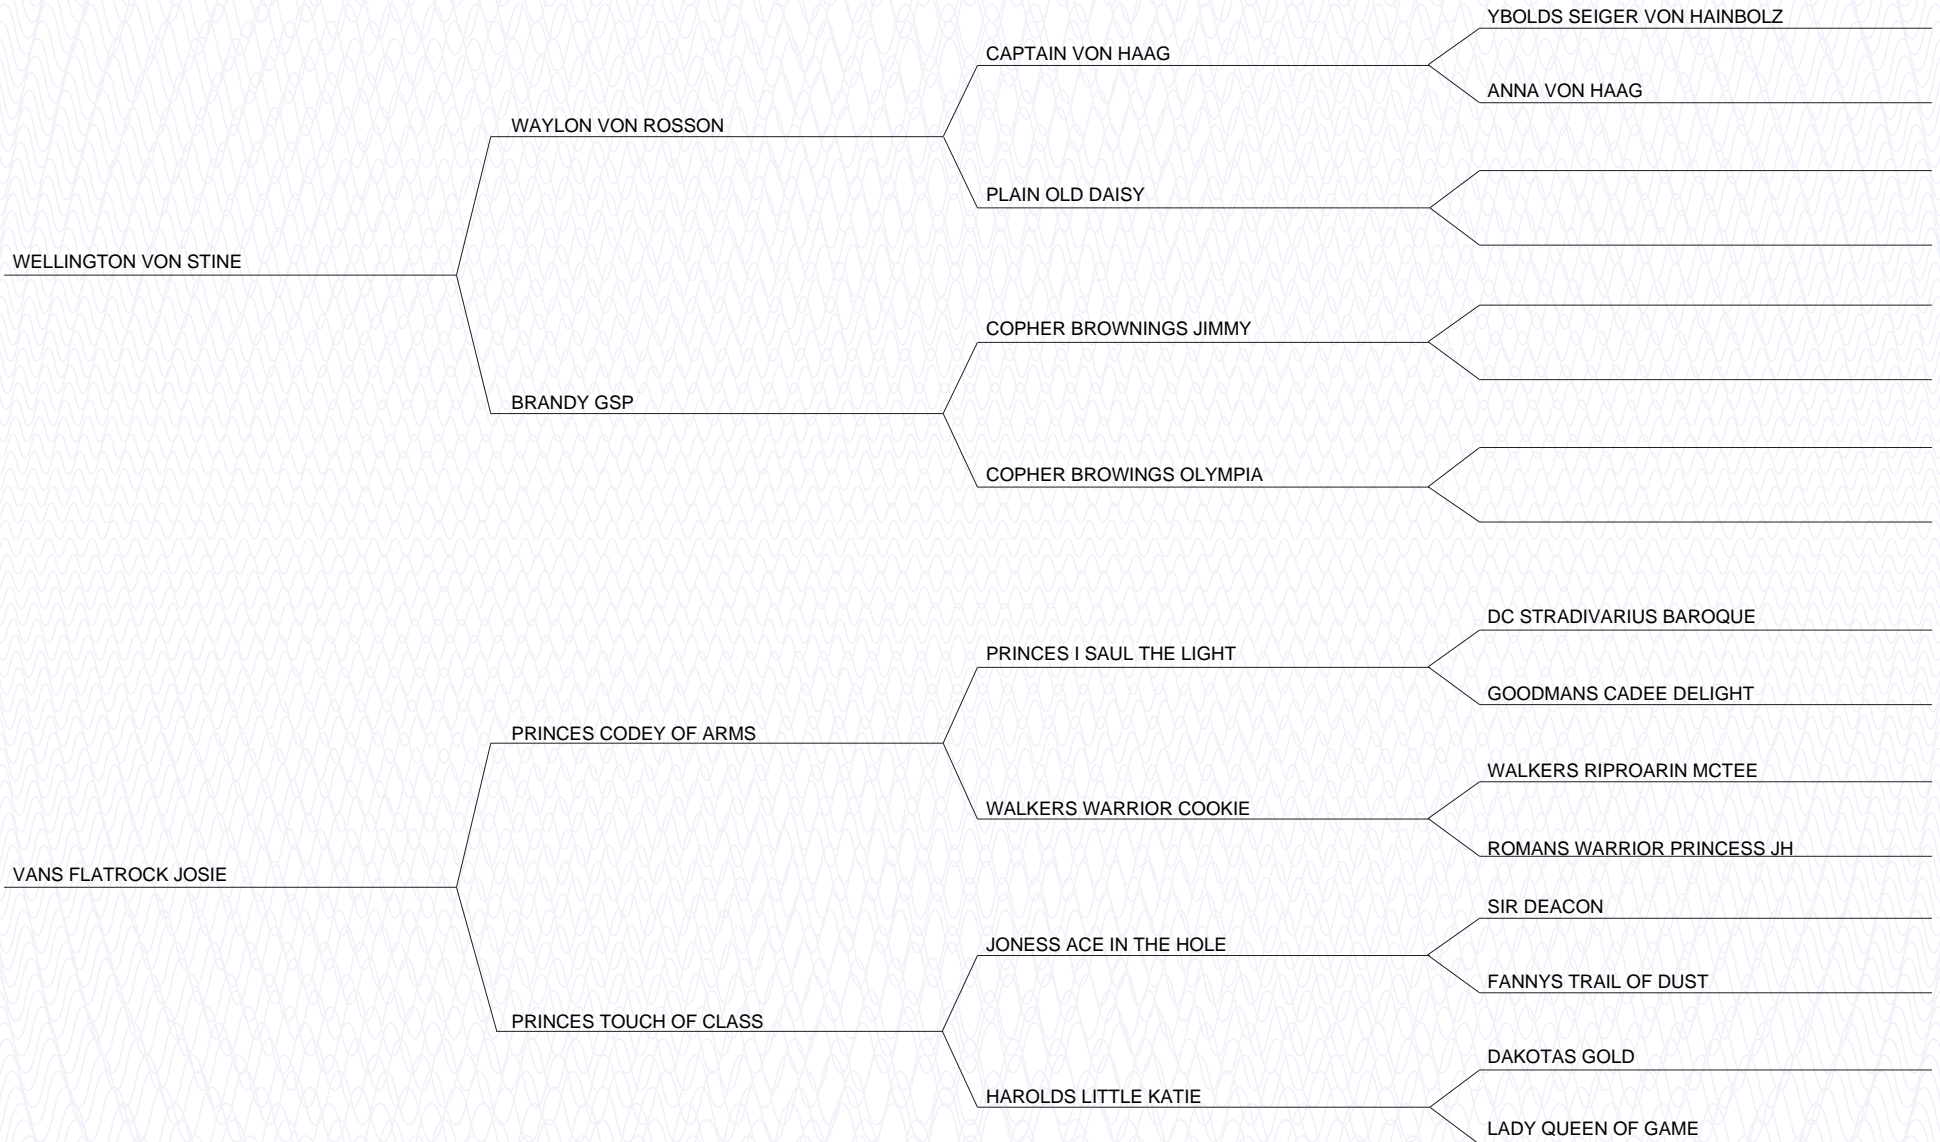 YBOLDS SEIGER VON HAINBOLZ
CAPTAIN VON HAAG
ANNA VON HAAG
WAYLON VON ROSSON
PLAIN OLD DAISY
WELLINGTON VON STINE
COPHER BROWNINGS JIMMY
BRANDY GSP
COPHER BROWINGS OLYMPIA
DC STRADIVARIUS BAROQUE
PRINCES I SAUL THE LIGHT
GOODMANS CADEE DELIGHT
PRINCES CODEY OF ARMS
WALKERS RIPROARIN MCTEE
WALKERS WARRIOR COOKIE
ROMANS WARRIOR PRINCESS JH
VANS FLATROCK JOSIE
SIR DEACON
JONESS ACE IN THE HOLE
FANNYS TRAIL OF DUST
PRINCES TOUCH OF CLASS
DAKOTAS GOLD
HAROLDS LITTLE KATIE
LADY QUEEN OF GAME